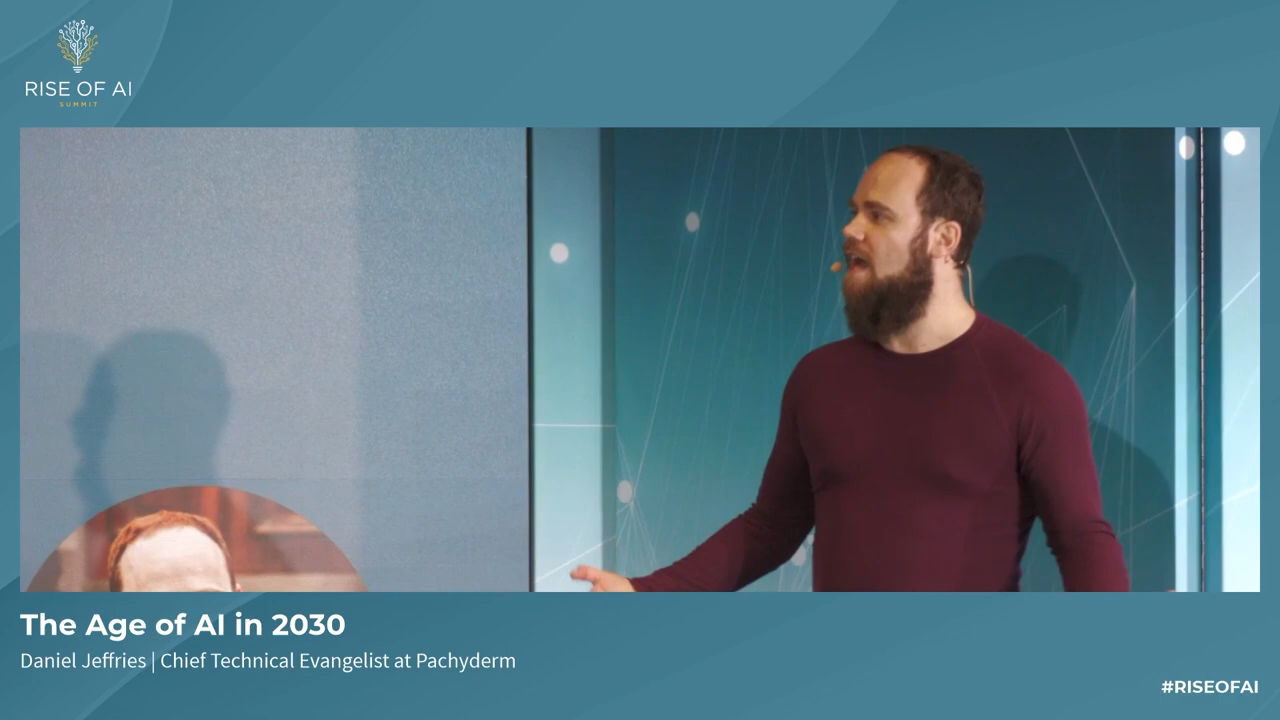 RISE OF AI
SUMMIT
The Age of AI in 2030
Daniel Jeffries | Chief Technical Evangelist at Pachyderm
#RISEOFAI